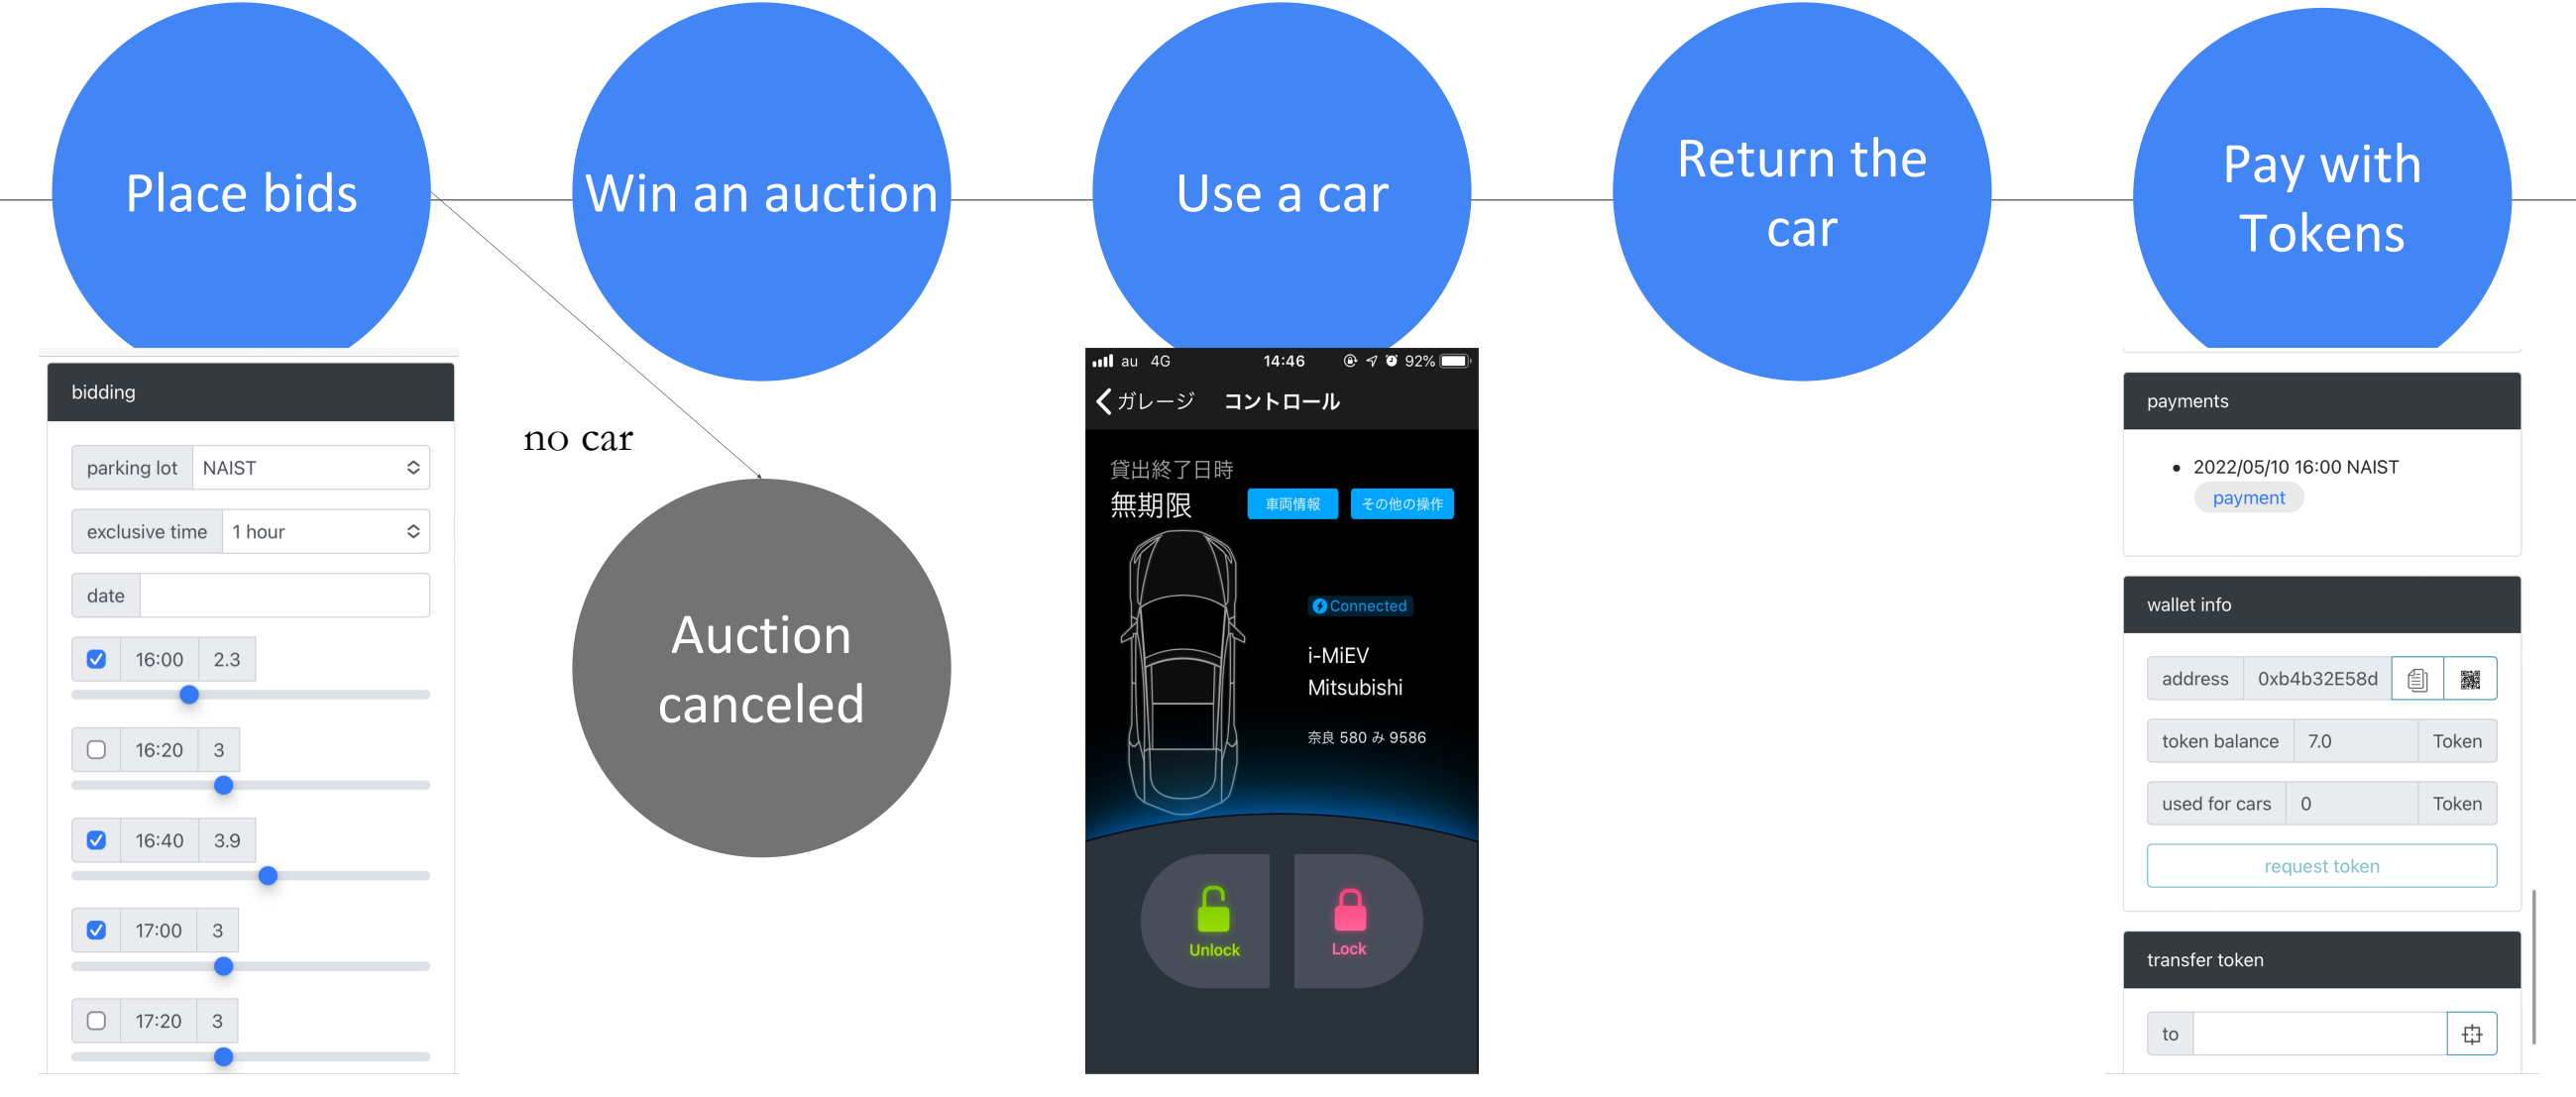 Place bids
Win an auction
Use a car
Return the
car
Pay with
Tokens
no car
Auction
canceled
bidding
parking lot NAIST
exclusive time 1 hour
date
16:00 2.3
16:20 3
16:40 3.9
17:00 3
17:20 3
au 4G 14:46 92%
ガレージ コントロール
貸出終了日時
無期限 車両情報 その他の操作
Connected
i-MiEV
Mitsubishi
奈良 580 み 9586
Unlock Lock
payments
2022/05/10 16:00 NAIST
payment
wallet info
address 0xb4b32E58d
token balance 7.0 Token
used for cars 0 Token
request token
transfer token
to